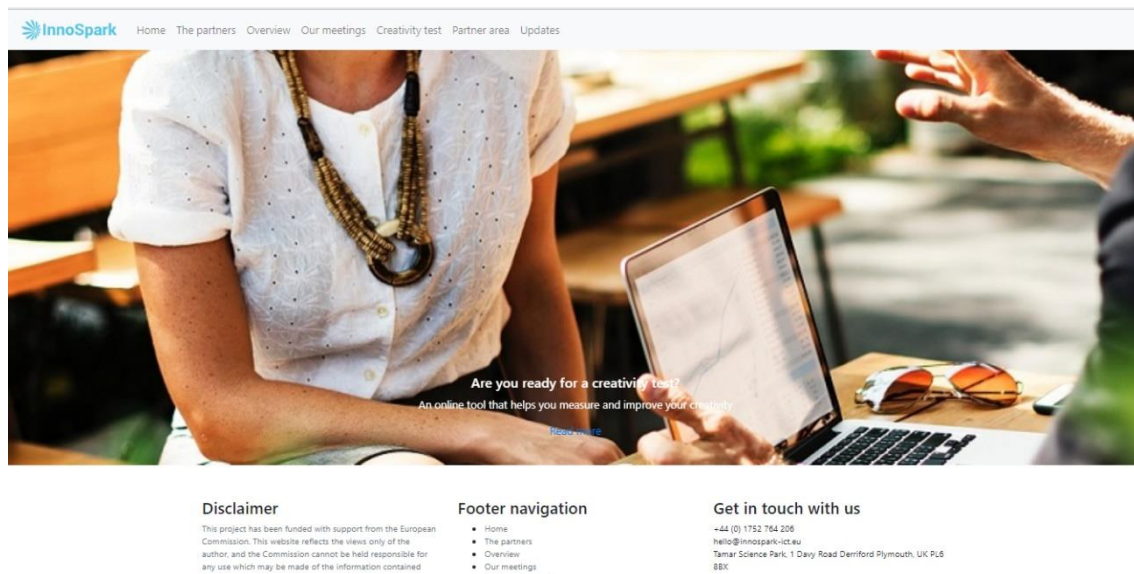 InnoSpark Home The partners Overview Our meetings Creativity test Partner area Updates
Are you ready for a creativity test?
An online tool that helps you measure and improve your creativity
Read more
Disclaimer
This project has been funded with support from the European
Commission. This website reflects the views only of the
author, and the Commission cannot be held responsible for
any use which may be made of the information contained
Footer navigation
Home
The partners
Overview
Our meetings
Get in touch with us
+44 (0) 1752 764 206
hello@innospark-ict.eu
Tamar Science Park, 1 Davy Road Derriford Plymouth, UK PL6
8BX